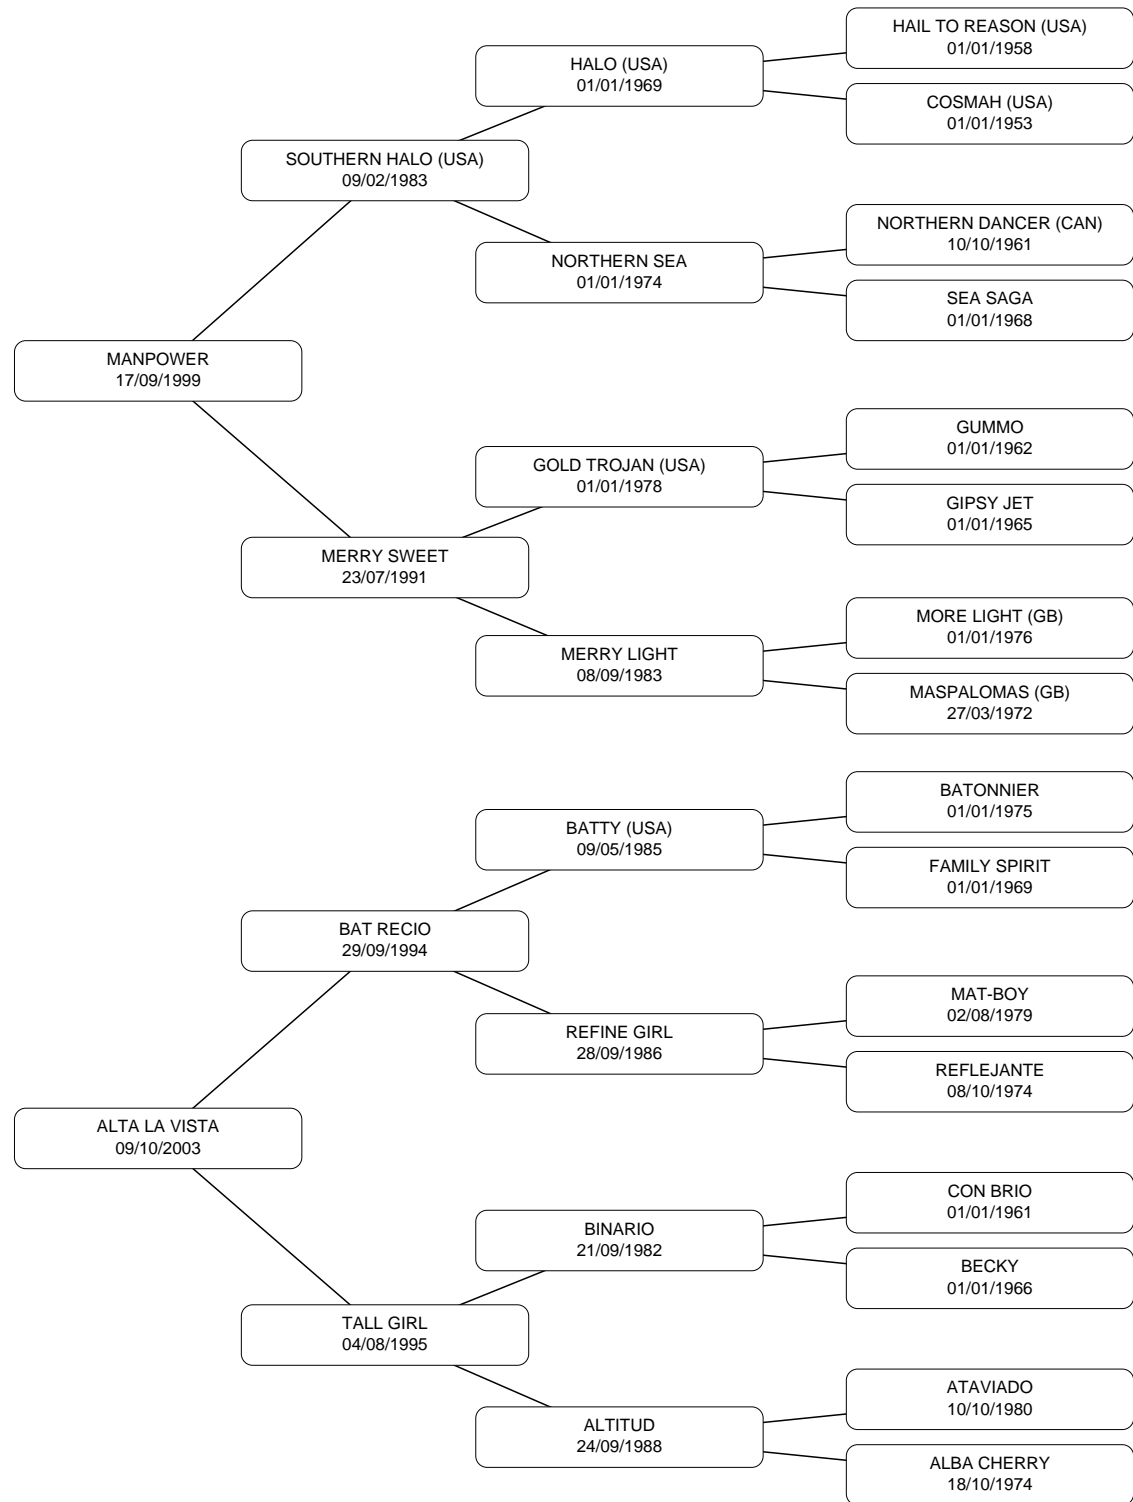 HAIL TO REASON (USA)
01/01/1958
HALO (USA)
01/01/1969
COSMAH (USA)
01/01/1953
SOUTHERN HALO (USA)
09/02/1983
NORTHERN DANCER (CAN)
10/10/1961
NORTHERN SEA
01/01/1974
SEA SAGA
01/01/1968
MANPOWER
17/09/1999
GUMMO
01/01/1962
GOLD TROJAN (USA)
01/01/1978
GIPSY JET
01/01/1965
MERRY SWEET
23/07/1991
MORE LIGHT (GB)
01/01/1976
MERRY LIGHT
08/09/1983
MASPALOMAS (GB)
27/03/1972
BATONNIER
01/01/1975
BATTY (USA)
09/05/1985
FAMILY SPIRIT
01/01/1969
BAT RECIO
29/09/1994
MAT-BOY
02/08/1979
REFINE GIRL
28/09/1986
REFLEJANTE
08/10/1974
ALTA LA VISTA
09/10/2003
CON BRIO
01/01/1961
BINARIO
21/09/1982
BECKY
01/01/1966
TALL GIRL
04/08/1995
ATAVIADO
10/10/1980
ALTITUD
24/09/1988
ALBA CHERRY
18/10/1974